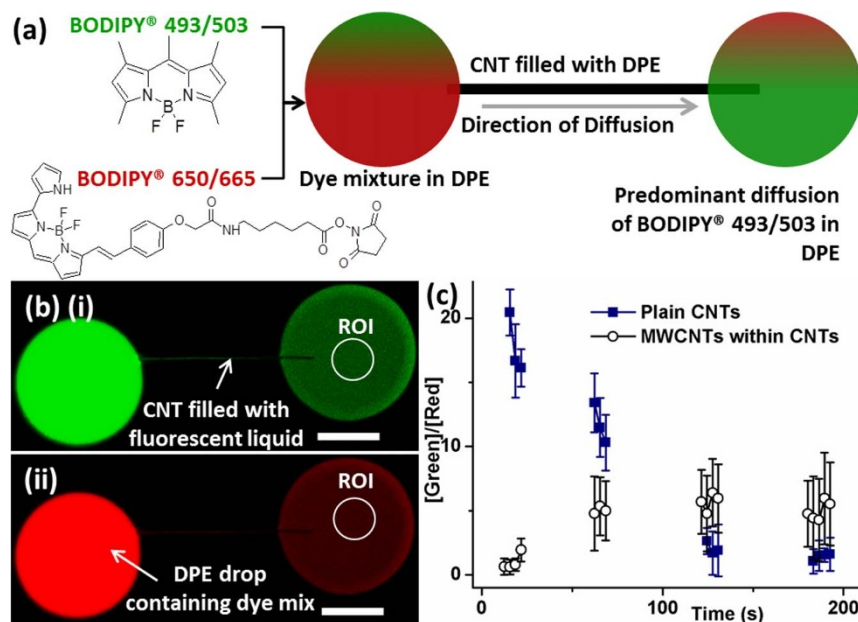 (a)
BODIPY® 493/503
N
N
B
F
F
CNT filled with DPE
Direction of Diffusion
BODIPY® 650/665
Dye mixture in DPE
Predominant diffusion
of BODIPY® 493/503 in
DPE
NH
F
F
B
N
N
O
O
N
H
O
O
O
N
O
(b) (i)
ROI
CNT filled with
fluorescent liquid
(ii)
ROI
DPE drop
containing dye mix
(c)
Plain CNTs
MWCNTs within CNTs
[Green]/[Red]
20
10
0
0
100
200
Time (s)